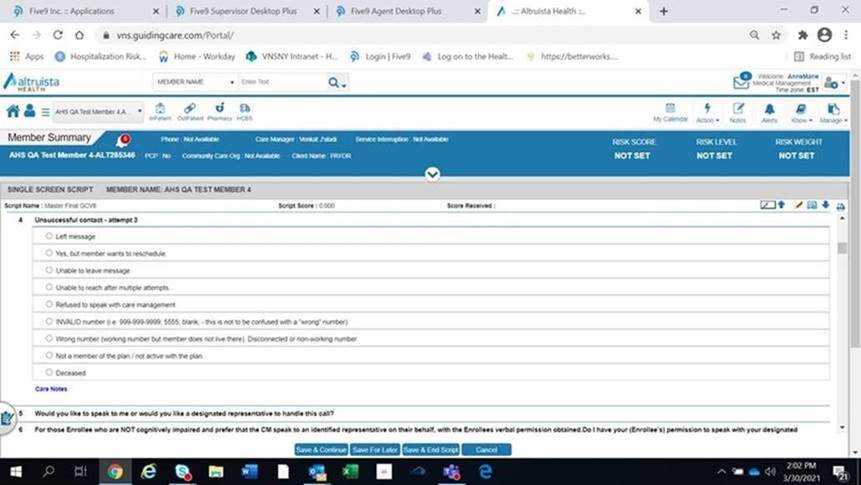 Five9 Inc. :: Applications
Five9 Supervisor Desktop Plus
Five9 Agent Desktop Plus
..:: Altruista Health ::..
vns.guidingcare.com/Portal/
Apps
Hospitalization Risk...
Home - Workday
VNSNY Intranet - H...
Login | Five9
Log on to the Healt...
https://betterworks....
Reading list
altruista
HEALTH
MEMBER NAME
Enter Text
Welcome: AnneMarie
Medical Management
Time zone: EST
AHS QA Test Member 4,A...
InPatient
OutPatient
Pharmacy
HCBS
My Calendar
Action
Notes
Alerts
Know
Manage
Member Summary
Phone : Not Available
Care Manager : Venkat Zaladi
Service Interruption : Not Available
RISK SCORE
RISK LEVEL
RISK WEIGHT
AHS QA Test Member 4-ALT285346
PCP : No
Community Care Org : Not Available
Client Name : PAYOR
NOT SET
NOT SET
NOT SET
SINGLE SCREEN SCRIPT
MEMBER NAME: AHS QA TEST MEMBER 4
Script Name : Master Final GCV8
Script Score : 0.000
Score Received :
4 Unsuccessful contact - attempt 3
Left message
Yes, but member wants to reschedule
Unable to leave message
Unable to reach after multiple attempts.
Refused to speak with care management
INVALID number (i.e. 999-999-9999, 5555, blank, - this is not to be confused with a "wrong" number)
Wrong number (working number but member does not live there). Disconnected or non-working number
Not a member of the plan / not active with the plan
Deceased
Care Notes
5 Would you like to speak to me or would you like a designated representative to handle this call?
6 For those Enrollee who are NOT cognitively impaired and prefer that the CM speak to an identified representative on their behalf, with the Enrollees verbal permission obtained.Do I have your (Enrollee's) permission to speak with your designated
Save & Continue
Save For Later
Save & End Script
Cancel
2:02 PM
3/30/2021
21